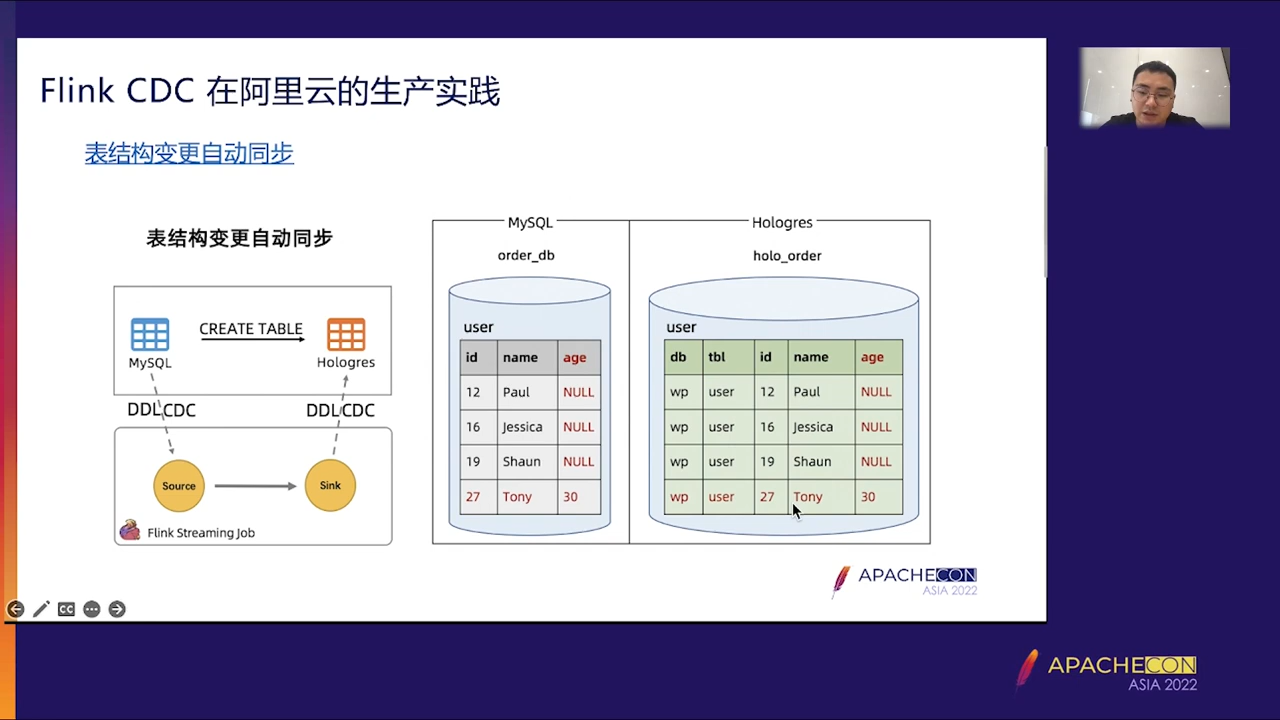 Flink CDC 在阿里云的生产实践
表结构变更自动同步
表结构变更自动同步
MySQL
CREATE TABLE
Hologres
DDL CDC
DDL CDC
Source
Sink
Flink Streaming Job
MySQL
order_db
user
id name age
12 Paul NULL
16 Jessica NULL
19 Shaun NULL
27 Tony 30
Hologres
holo_order
user
db tbl id name age
wp user 12 Paul NULL
wp user 16 Jessica NULL
wp user 19 Shaun NULL
wp user 27 Tony 30
APACHECON
ASIA 2022
CC
APACHECON
ASIA 2022